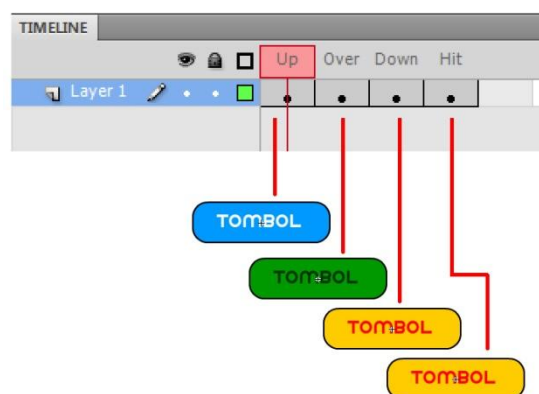 TIMELINE
Up Over Down Hit
Layer 1
TOMBOL
TOMBOL
TOMBOL
TOMBOL